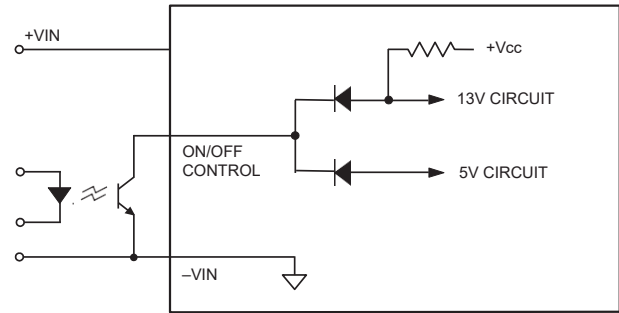 +VIN
+Vcc
13V CIRCUIT
ON/OFF
CONTROL
5V CIRCUIT
–VIN